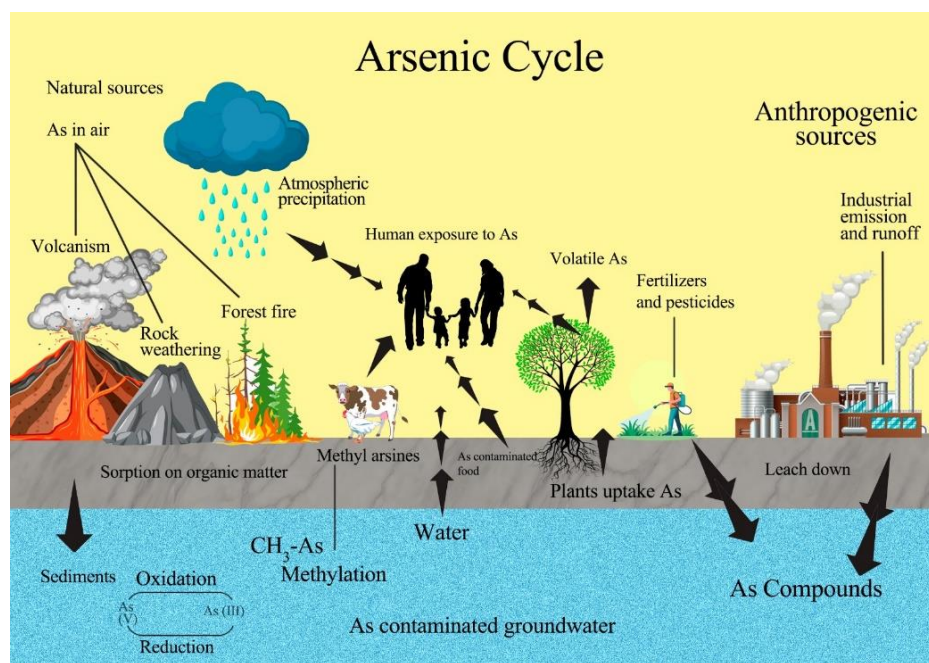 Arsenic Cycle
Natural sources
As in air
Anthropogenic
sources
Atmospheric
precipitation
Industrial
emission
and runoff
Human exposure to As
Volcanism
Volatile As
Fertilizers
and pesticides
Forest fire
Rock
weathering
Sorption on organic matter
Methyl arsines
As contaminated
food
Plants uptake As
Leach down
Water
CH₃-As
Methylation
Sediments
Oxidation
As
(V)
As (III)
Reduction
As Compounds
As contaminated groundwater
A